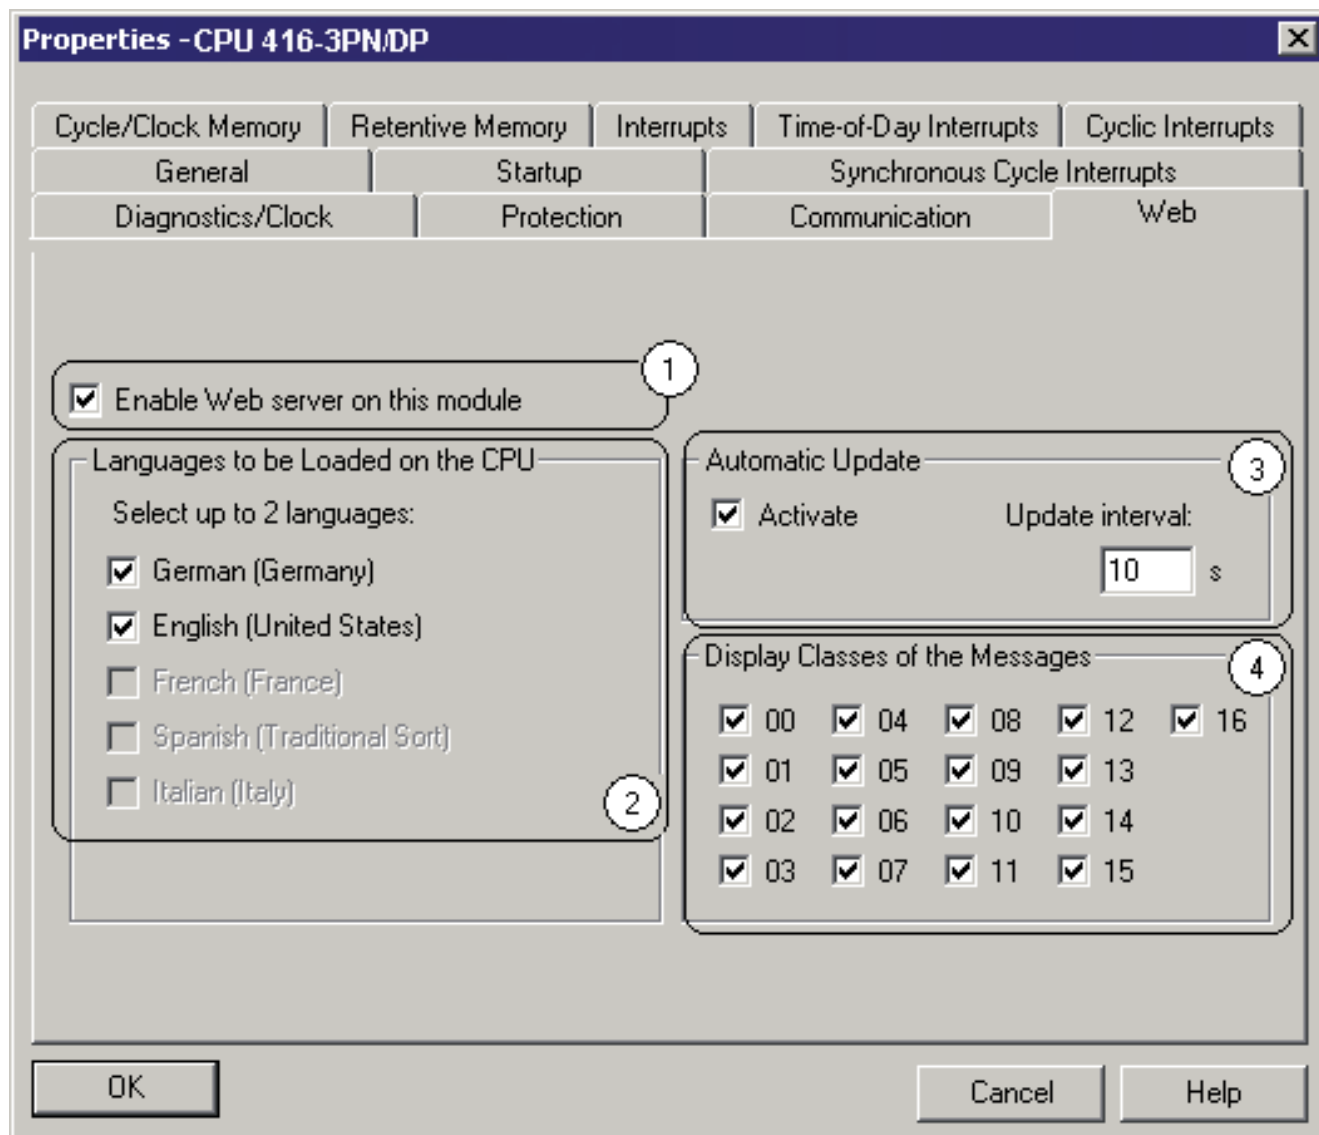 Properties - CPU 416-3PN/DP
Cycle/Clock Memory Retentive Memory Interrupts Time-of-Day Interrupts Cyclic Interrupts
General Startup Synchronous Cycle Interrupts
Diagnostics/Clock Protection Communication Web
1
Enable Web server on this module
Languages to be Loaded on the CPU
Select up to 2 languages:
German (Germany)
English (United States)
French (France)
Spanish (Traditional Sort)
Italian (Italy)
2
Automatic Update
3
Activate Update interval:
10 s
Display Classes of the Messages
4
00 04 08 12 16
01 05 09 13
02 06 10 14
03 07 11 15
OK Cancel Help